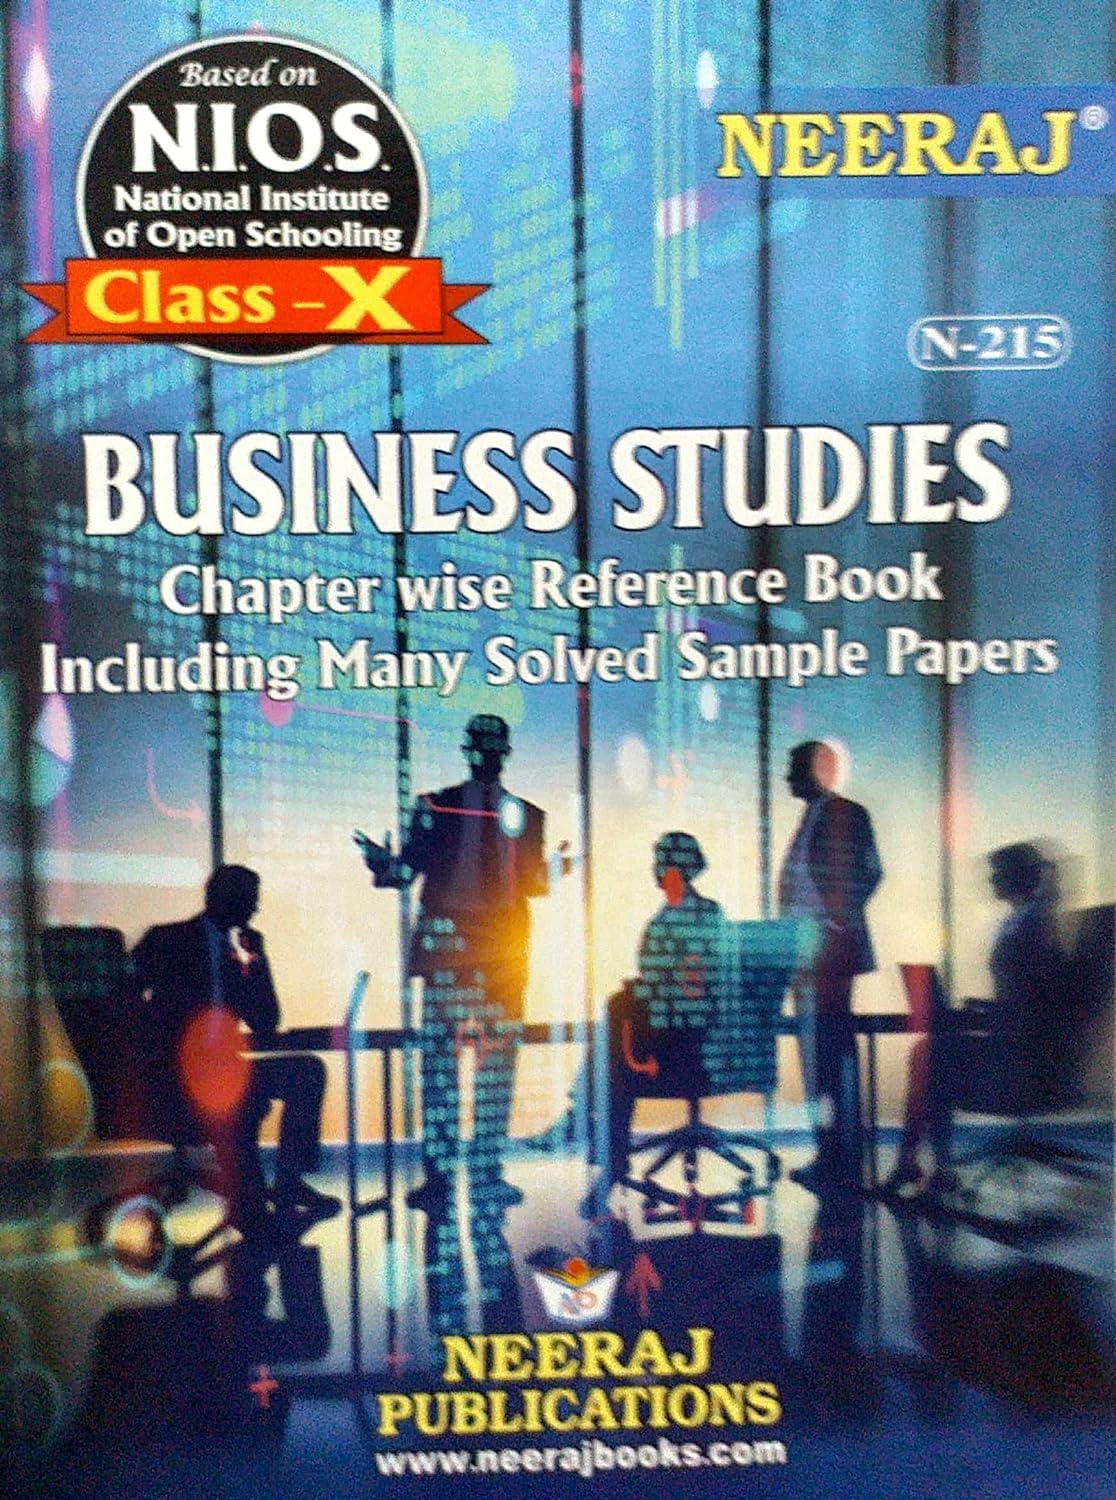 Based on
N.I.O.S.
National Institute
of Open Schooling
Class - X
NEERAJ®
N-215
BUSINESS STUDIES
Chapter wise Reference Book
Including Many Solved Sample Papers
NEERAJ
PUBLICATIONS
www.neerajbooks.com